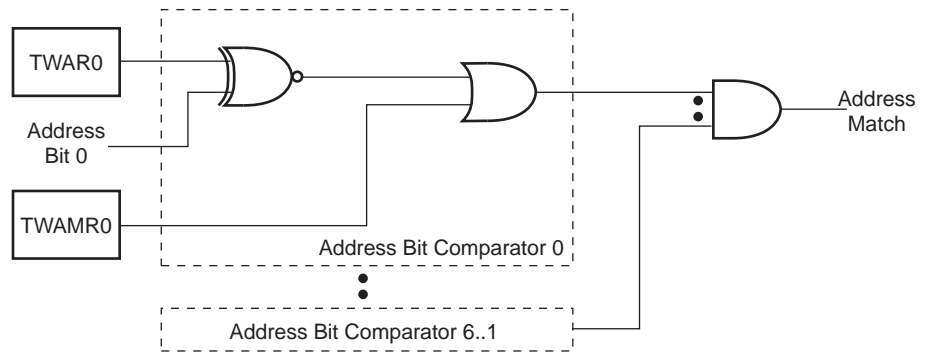 TWAR0
Address
Bit 0
TWAMR0
Address Bit Comparator 0
Address Bit Comparator 6..1
Address
Match